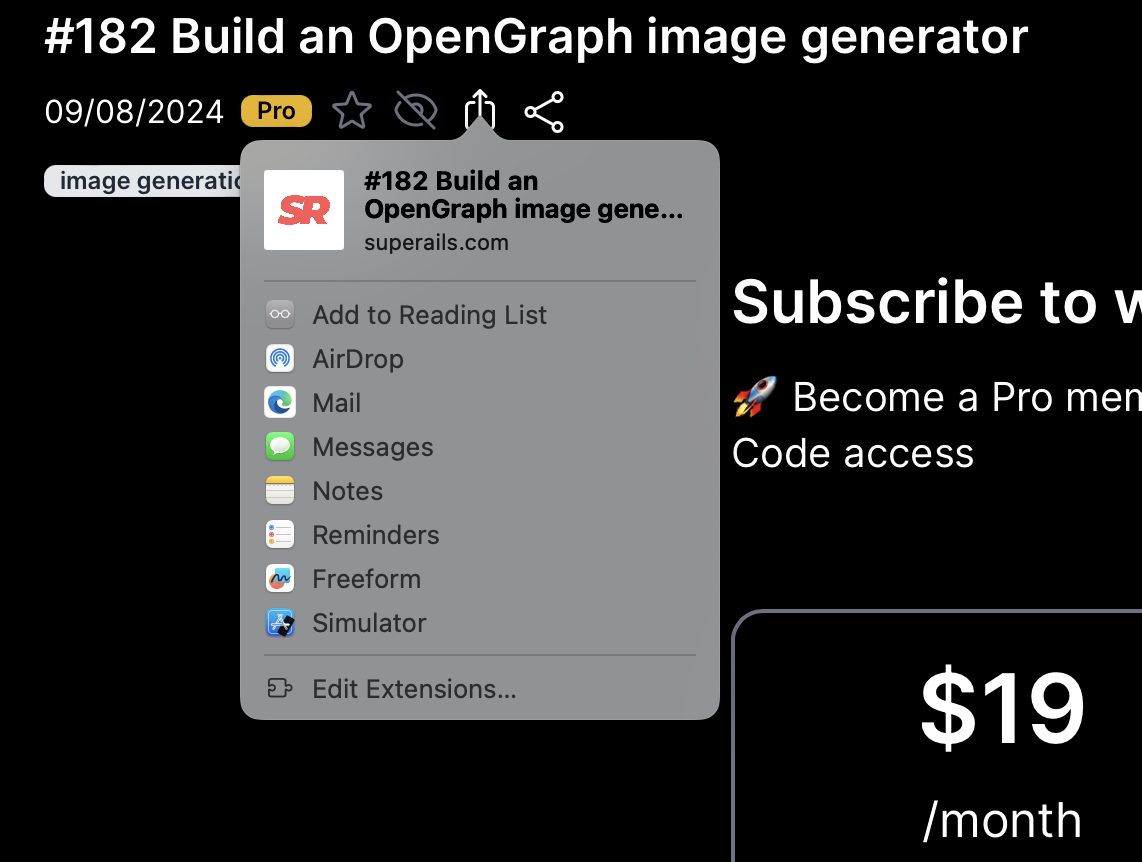 #182 Build an OpenGraph image generator
09/08/2024 Pro
image generatio
SR
#182 Build an
OpenGraph image gene...
superails.com
Add to Reading List
AirDrop
Mail
Messages
Notes
Reminders
Freeform
Simulator
Edit Extensions...
Subscribe to w
🚀 Become a Pro mem
Code access
$19
/month